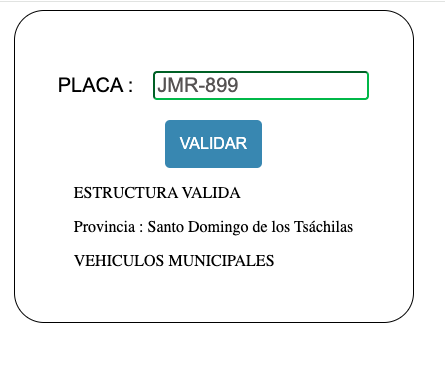 PLACA : JMR-899
VALIDAR
ESTRUCTURA VALIDA
Provincia : Santo Domingo de los Tsáchilas
VEHICULOS MUNICIPALES